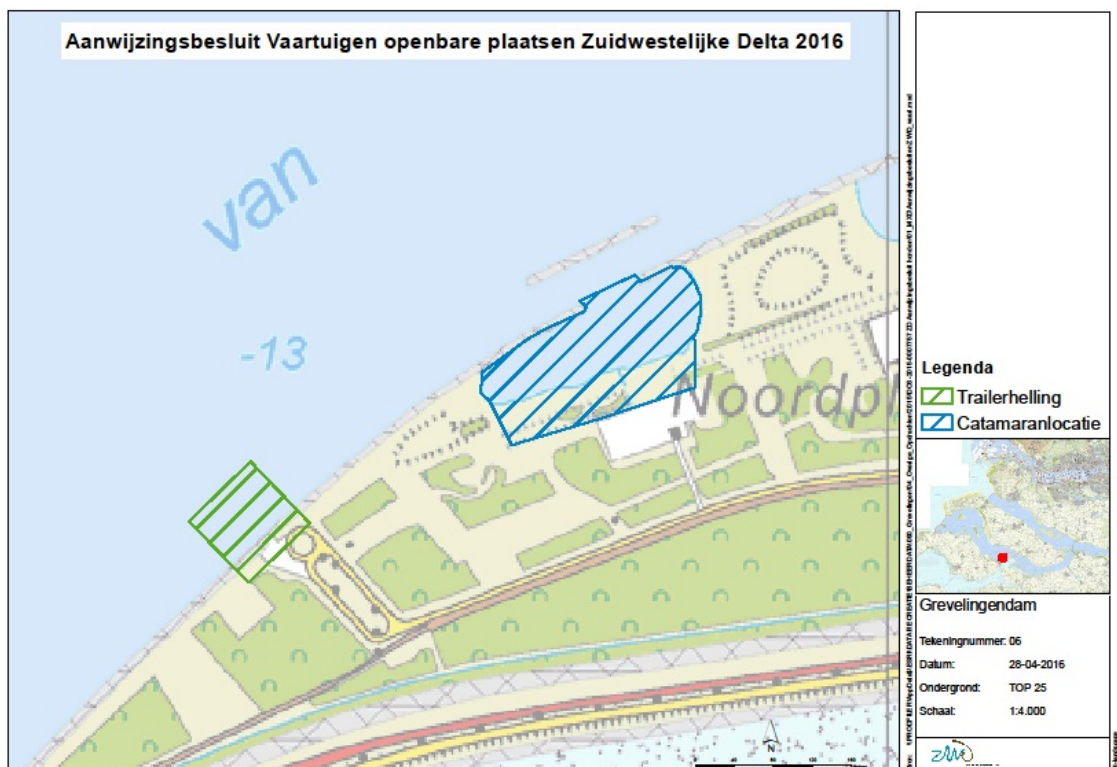 Aanwijzingsbesluit Vaartuigen openbare plaatsen Zuidwestelijke Delta 2016
van
-13
Noordpl
Legenda
Trailerhelling
Catamaranlocatie
Grevelingendam
Tekeningnummer: 06
Datum: 28-04-2016
Ondergrond: TOP 25
Schaal: 1:4.000
N